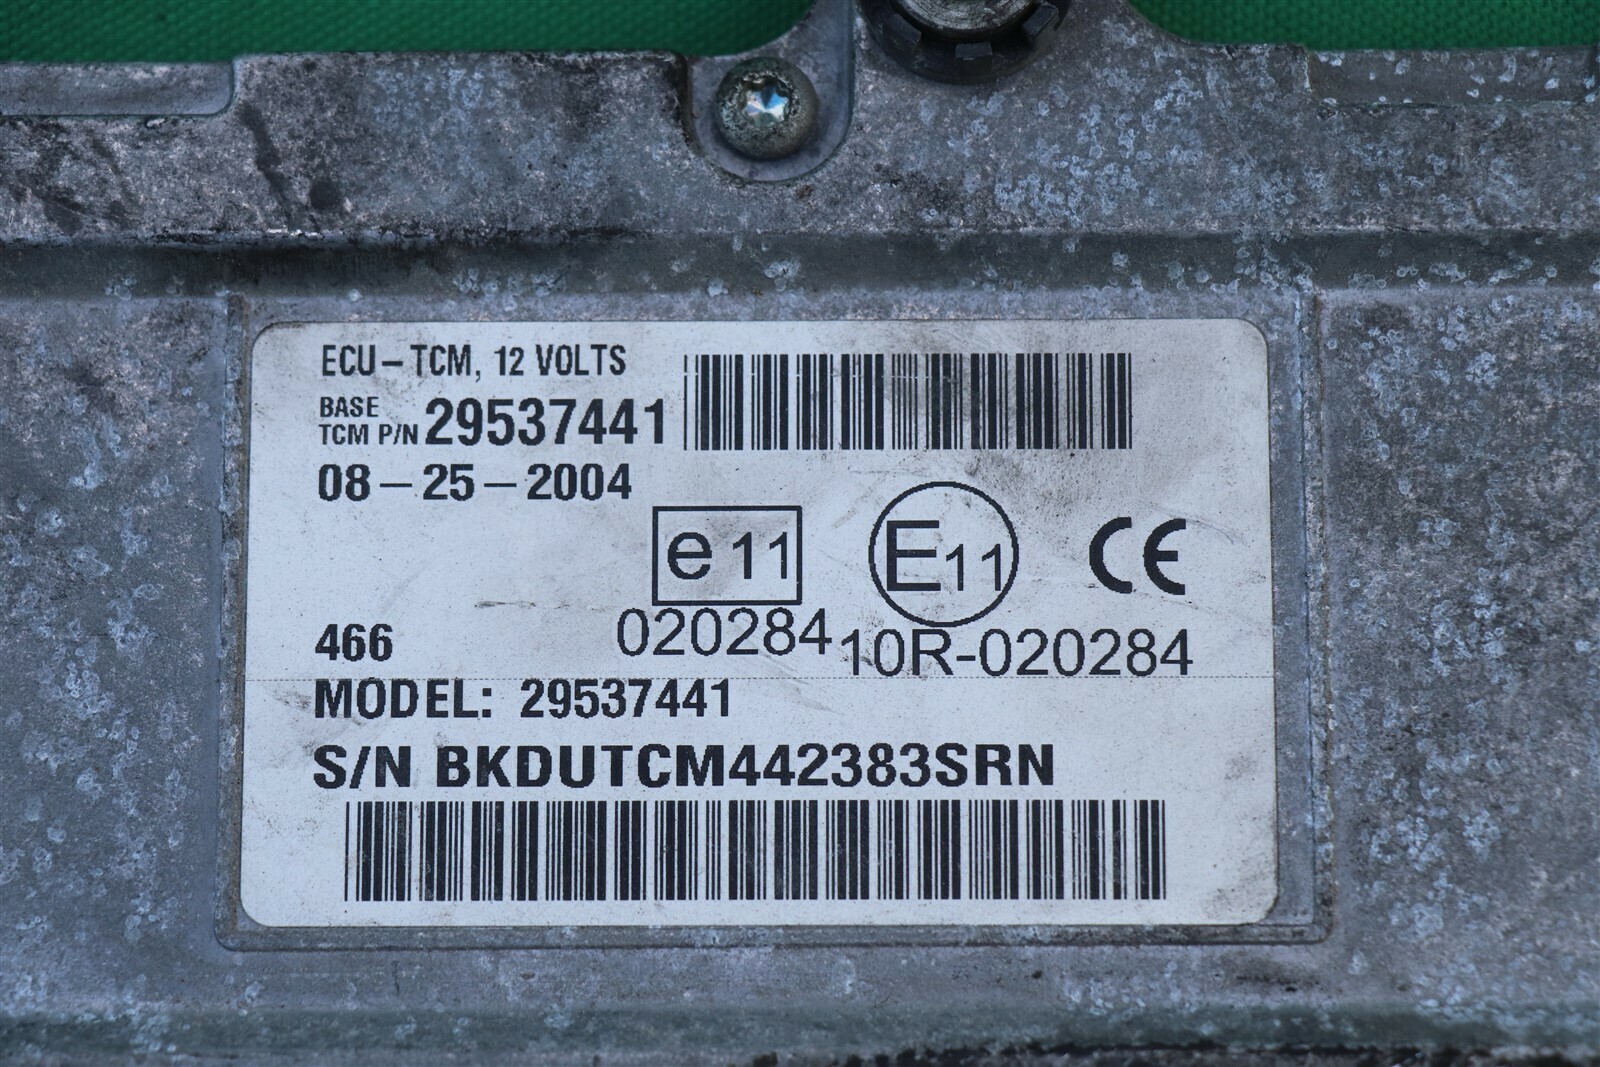 ECU-TCM, 12 VOLTS
BASE
TCM P/N 29537441
08-25-2004
e11
E11
CE
020284
10R-020284
466
MODEL: 29537441
S/N BKDUTCM442383SRN